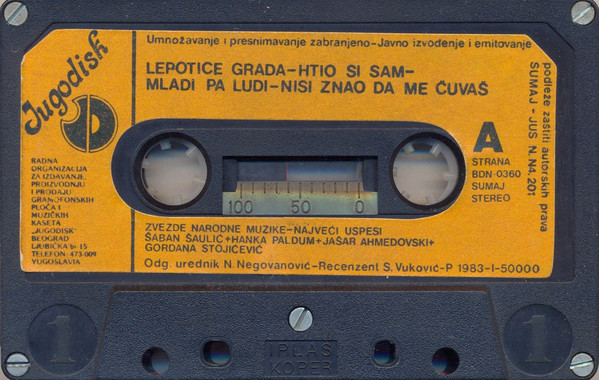 Umnožavanje i presnimavanje zabranjeno-Javno izvođenje i emitovanje
podleže zaštiti autorskih prava
SUMAJ - JUS N. N4. 201
Jugodisk
LEPOTICE GRADA-HTIO SI SAM-
MLADI PA LUDI-NISI ZNAO DA ME ČUVAŠ
A
STRANA
BDN-0360
SUMAJ
STEREO
RADNA
ORGANIZACIJA
ZA IZDAVANJE,
PROIZVODNJU
I PRODAJU
GRAMOFONSKIH
PLOČA I
MUZIČKIH
KASETA
„JUGODISK"
BEOGRAD
LJUBIČKA br 15
TELEFON: 473-009
YUGOSLAVIA
100 50 0
ZVEZDE NARODNE MUZIKE-NAJVEĆI USPESI
ŠABAN ŠAULIĆ+HANKA PALDUM+JAŠAR AHMEDOVSKI+
GORDANA STOJIĆEVIĆ
Odg. urednik N. Negovanović-Recenzent S. Vuković-P 1983-I-50000
1
1
IPLAS
KOPER